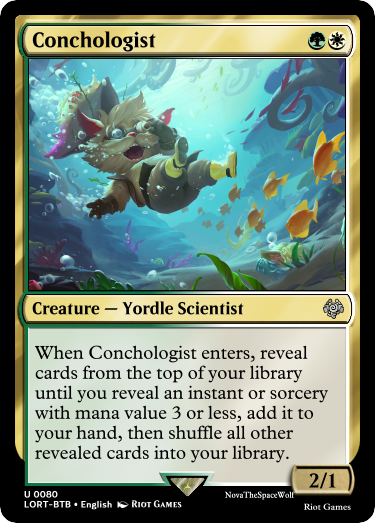 Conchologist
Creature — Yordle Scientist
When Conchologist enters, reveal
cards from the top of your library
until you reveal an instant or sorcery
with mana value 3 or less, add it to
your hand, then shuffle all other
revealed cards into your library.
2/1
U 0080
LORT-BTB • English RIOT GAMES
NovaTheSpaceWolf
Riot Games